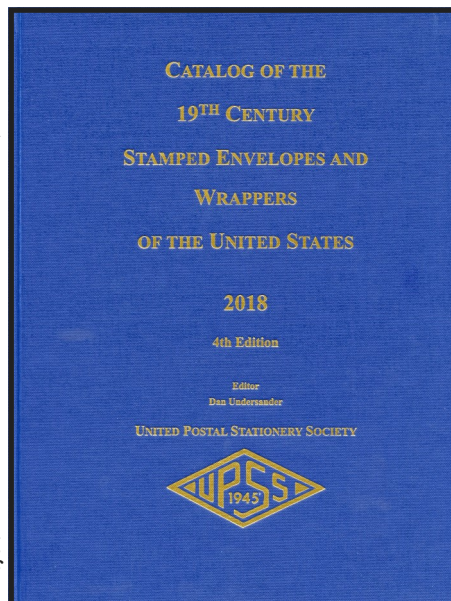 CATALOG OF THE
19TH CENTURY
STAMPED ENVELOPES AND
WRAPPERS
OF THE UNITED STATES
2018
4th Edition
Editor
Dan Undersander
UNITED POSTAL STATIONERY SOCIETY
UPSS
1945'